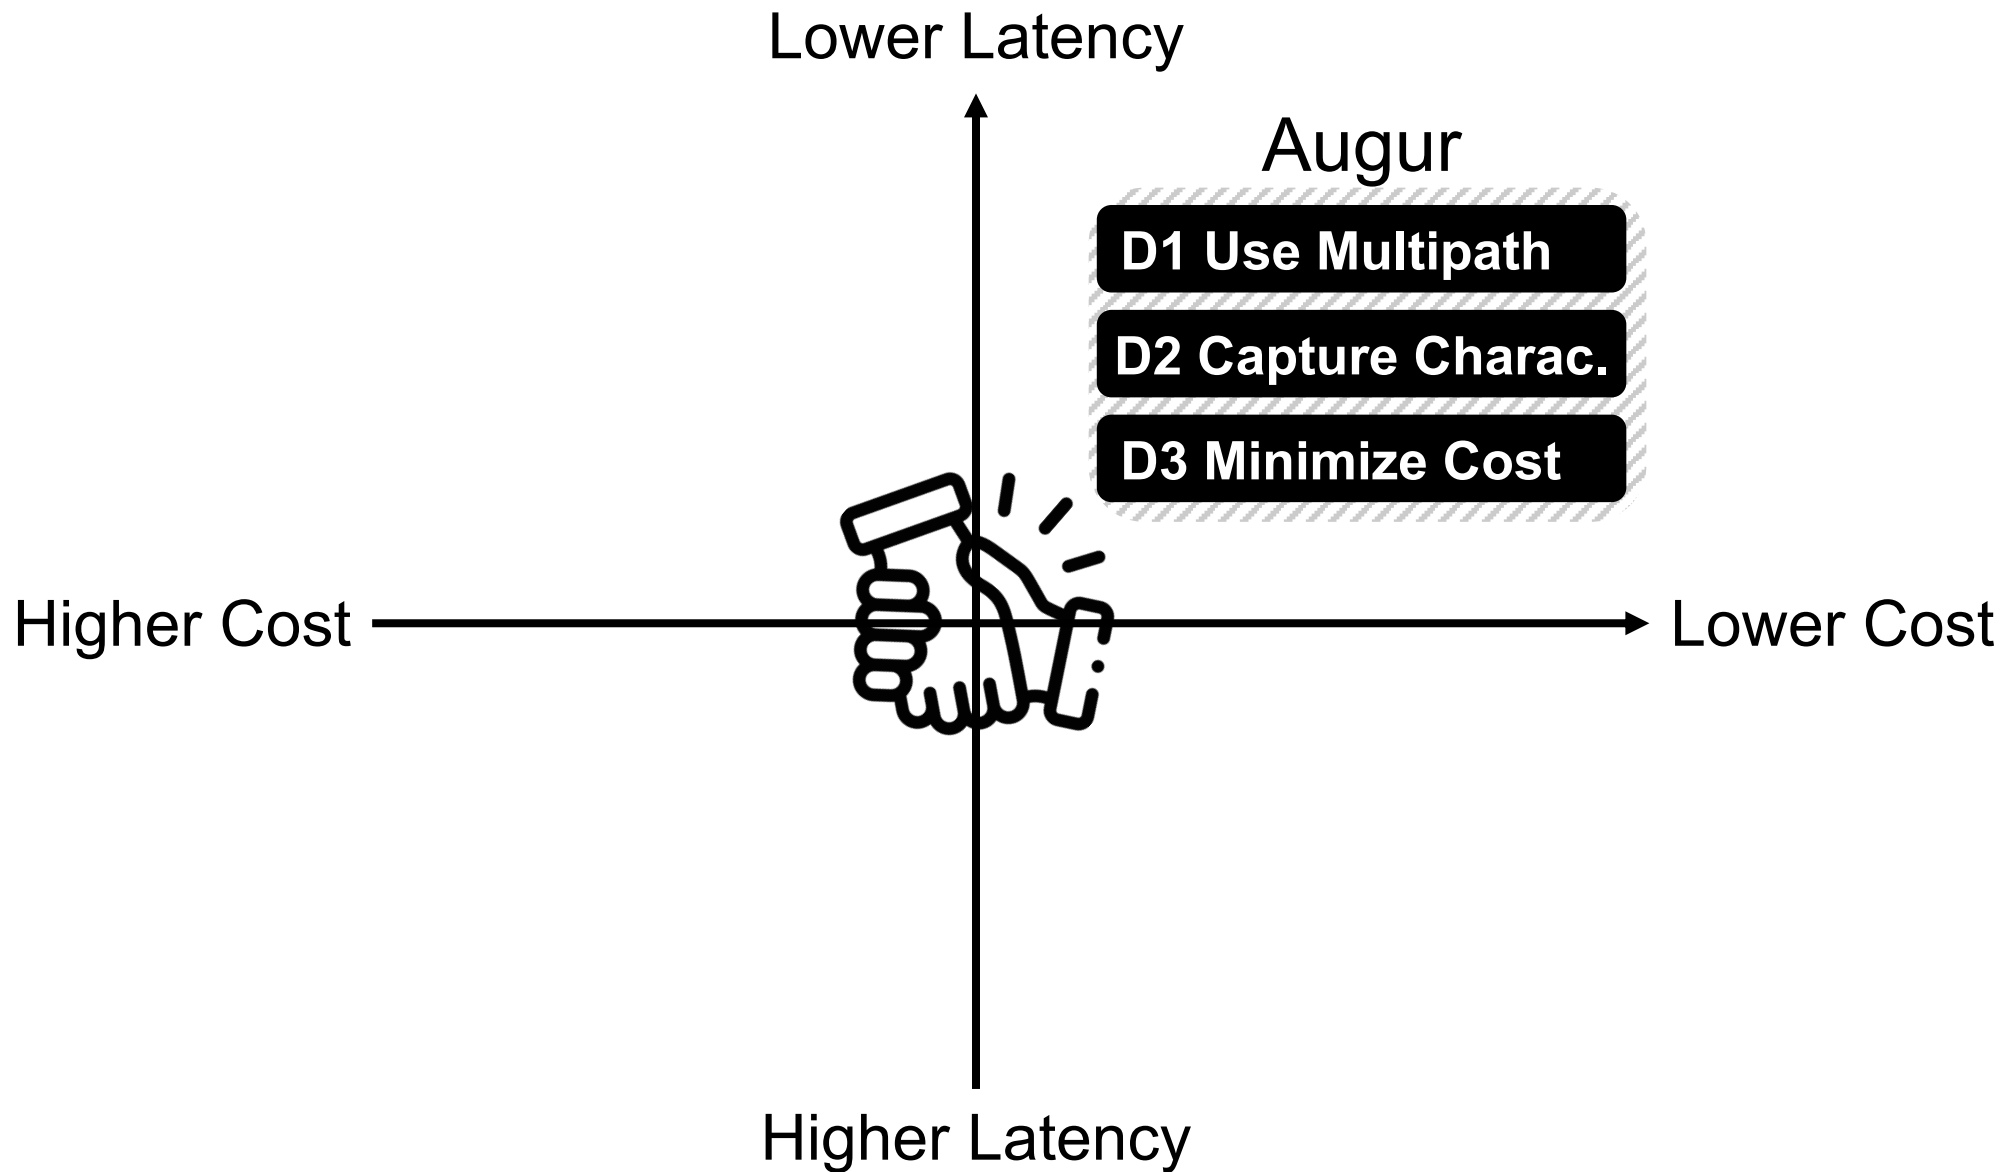 Lower Latency
Augur
D1 Use Multipath
D2 Capture Charac.
D3 Minimize Cost
Higher Cost
Lower Cost
Higher Latency